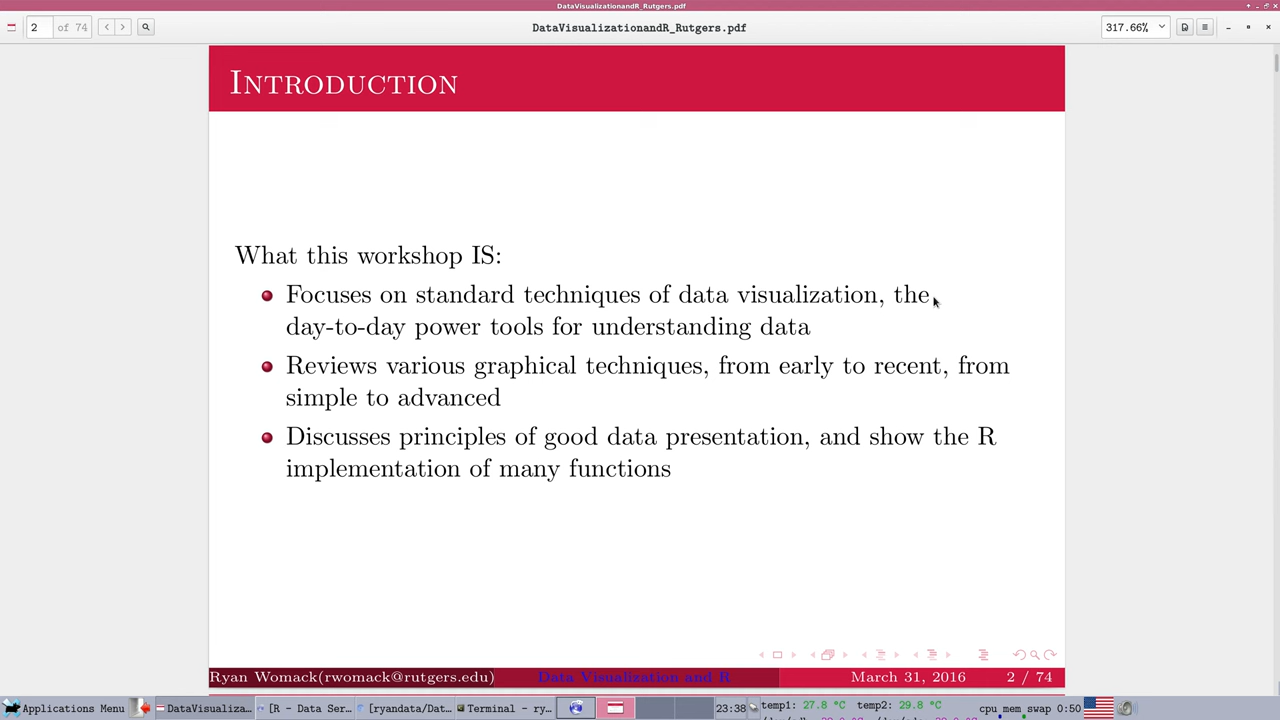 DataVisualizationandR_Rutgers.pdf
2 of 74
DataVisualizationandR_Rutgers.pdf
317.66%
Introduction
What this workshop IS:
Focuses on standard techniques of data visualization, the
day-to-day power tools for understanding data
Reviews various graphical techniques, from early to recent, from
simple to advanced
Discusses principles of good data presentation, and show the R
implementation of many functions
Ryan Womack(rwomack@rutgers.edu) Data Visualization and R March 31, 2016 2 / 74
Applications Menu DataVisualiza... [R - Data Ser... [ryanh: Terminal - ry... 23:38 temp1: 27.8 °C temp2: 29.8 °C cpu mem swap 0:50